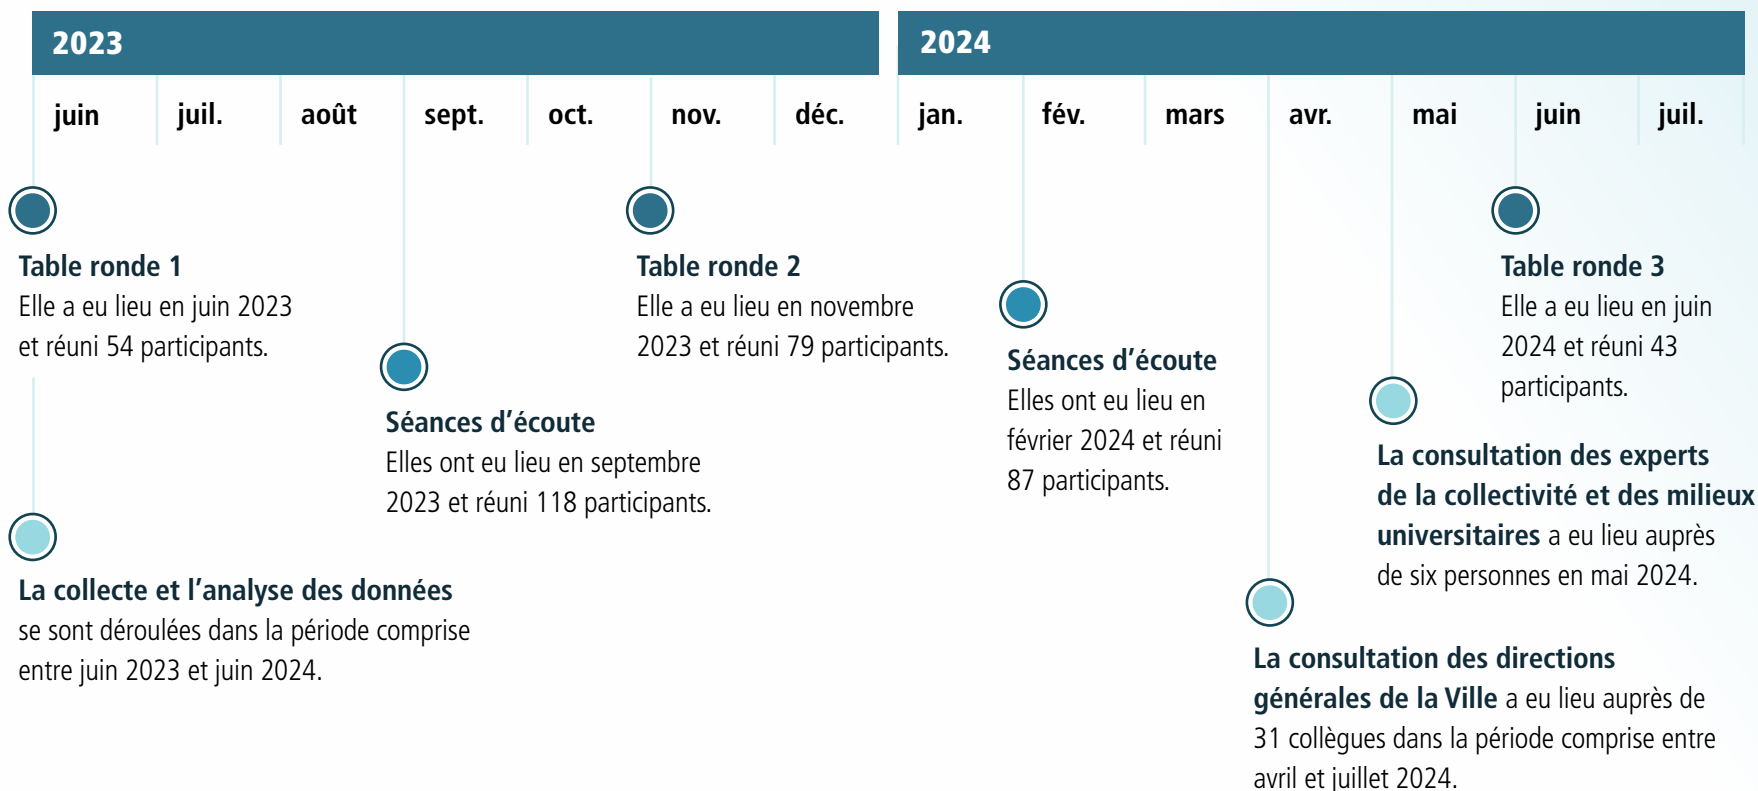 2023
juin
juil.
août
sept.
oct.
nov.
déc.
2024
jan.
fév.
mars
avr.
mai
juin
juil.
Table ronde 1
Elle a eu lieu en juin 2023
et réuni 54 participants.
La collecte et l’analyse des données
se sont déroulées dans la période comprise
entre juin 2023 et juin 2024.
Séances d’écoute
Elles ont eu lieu en septembre
2023 et réuni 118 participants.
Table ronde 2
Elle a eu lieu en novembre
2023 et réuni 79 participants.
Séances d’écoute
Elles ont eu lieu en
février 2024 et réuni
87 participants.
La consultation des directions
générales de la Ville a eu lieu auprès de
31 collègues dans la période comprise entre
avril et juillet 2024.
La consultation des experts
de la collectivité et des milieux
universitaires a eu lieu auprès
de six personnes en mai 2024.
Table ronde 3
Elle a eu lieu en juin
2024 et réuni 43
participants.